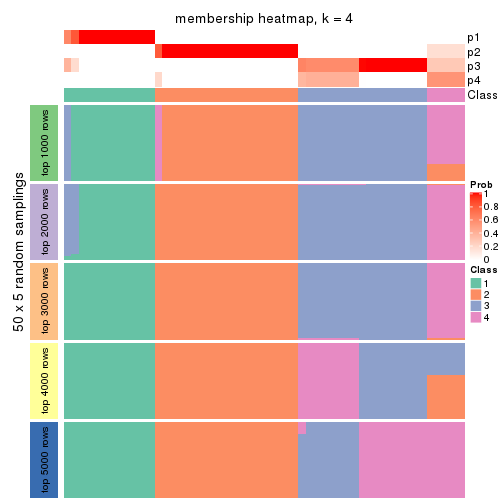 membership heatmap, k = 4
p1
p2
p3
p4
Class
50 x 5 random samplings
top 1000 rows
top 2000 rows
top 3000 rows
top 4000 rows
top 5000 rows
Prob
1
0.8
0.6
0.4
0.2
0
Class
1
2
3
4